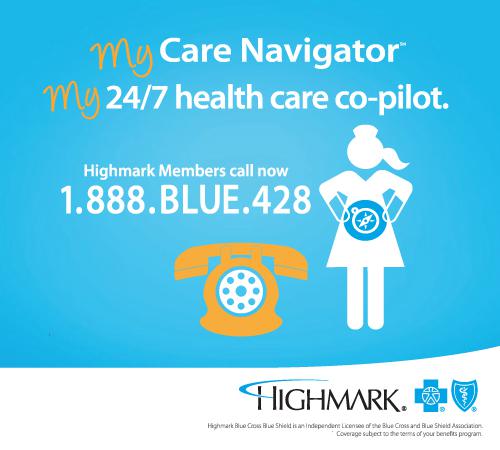 My Care Navigator℠
My 24/7 health care co-pilot.
Highmark Members call now
1.888.BLUE.428
HIGHMARK®
Highmark Blue Cross Blue Shield is an Independent Licensee of the Blue Cross and Blue Shield Association.
Coverage subject to the terms of your benefits program.